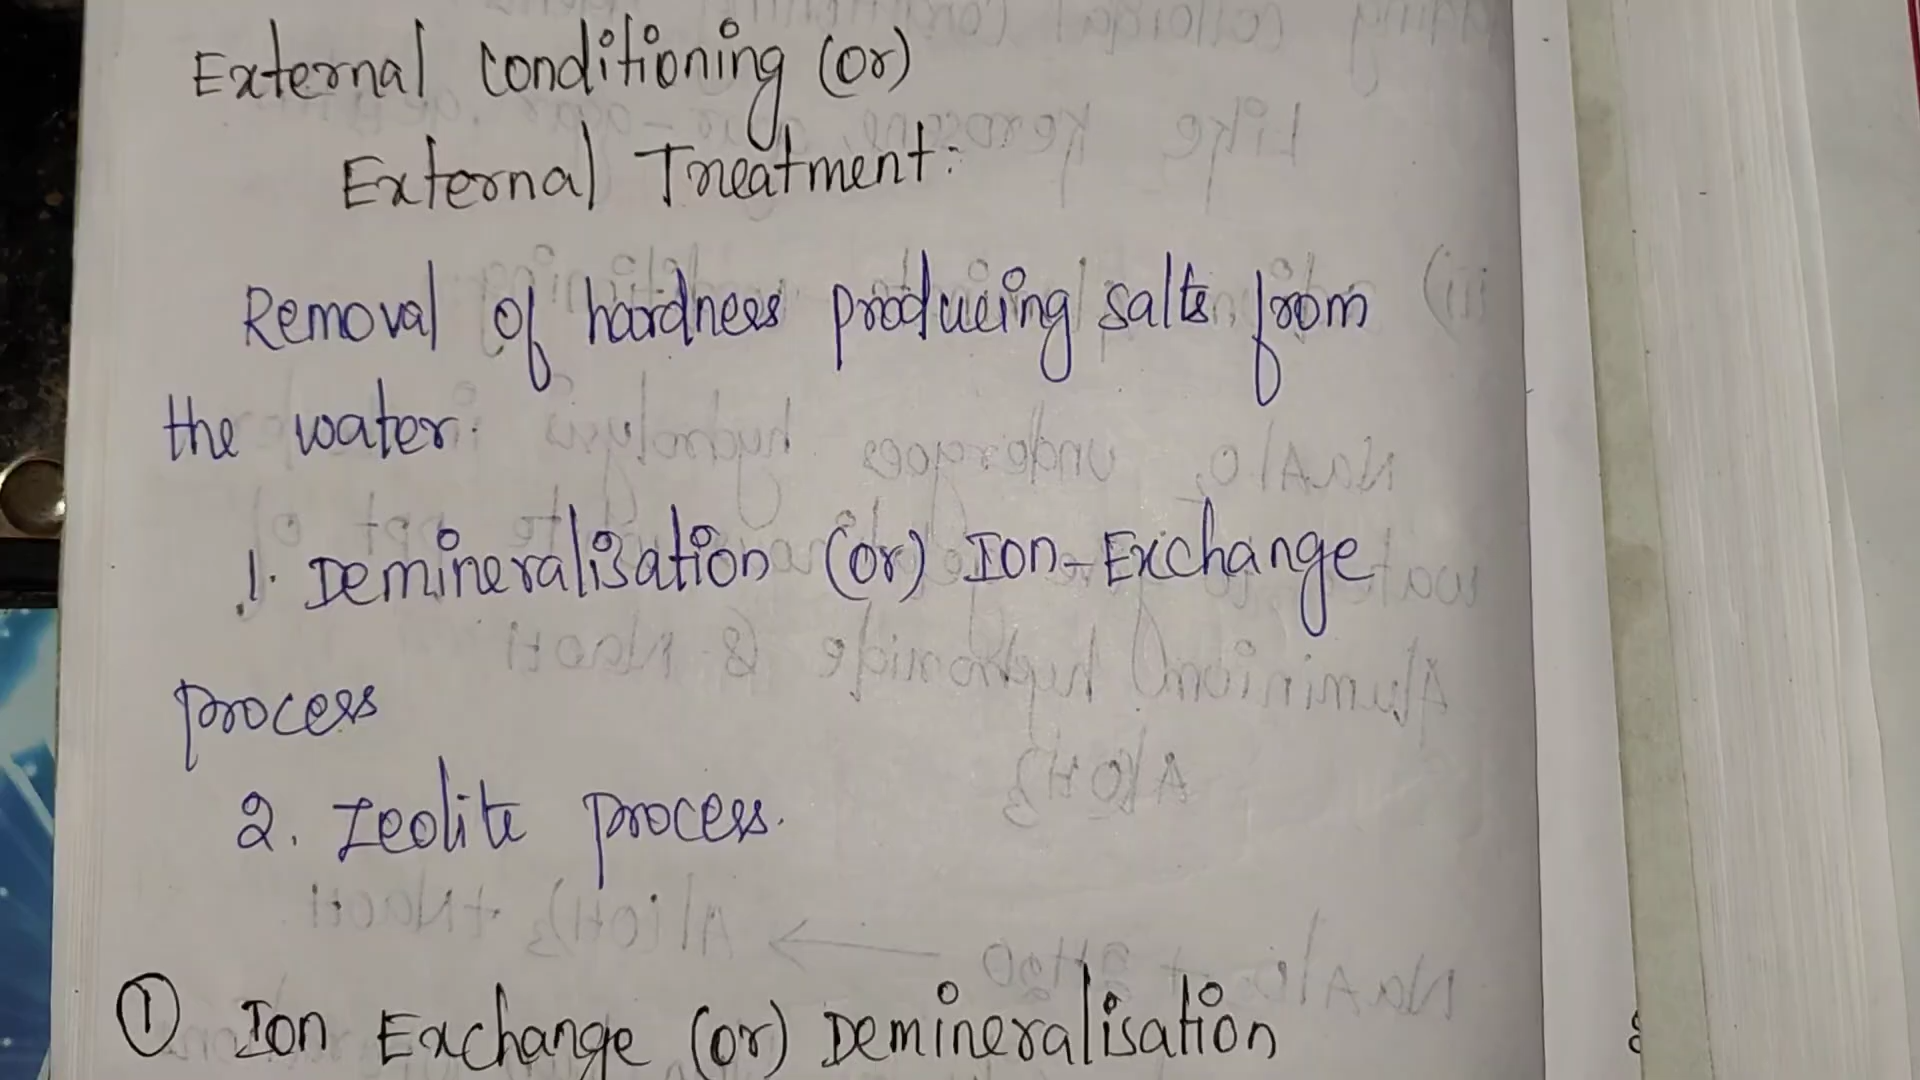 External conditioning (or)
External Treatment:
Removal of hardness producing salts from
the water.
1. Demineralisation (or) Ion-Exchange
process
2. Zeolite process.
① Ion Exchange (or) Demineralisation